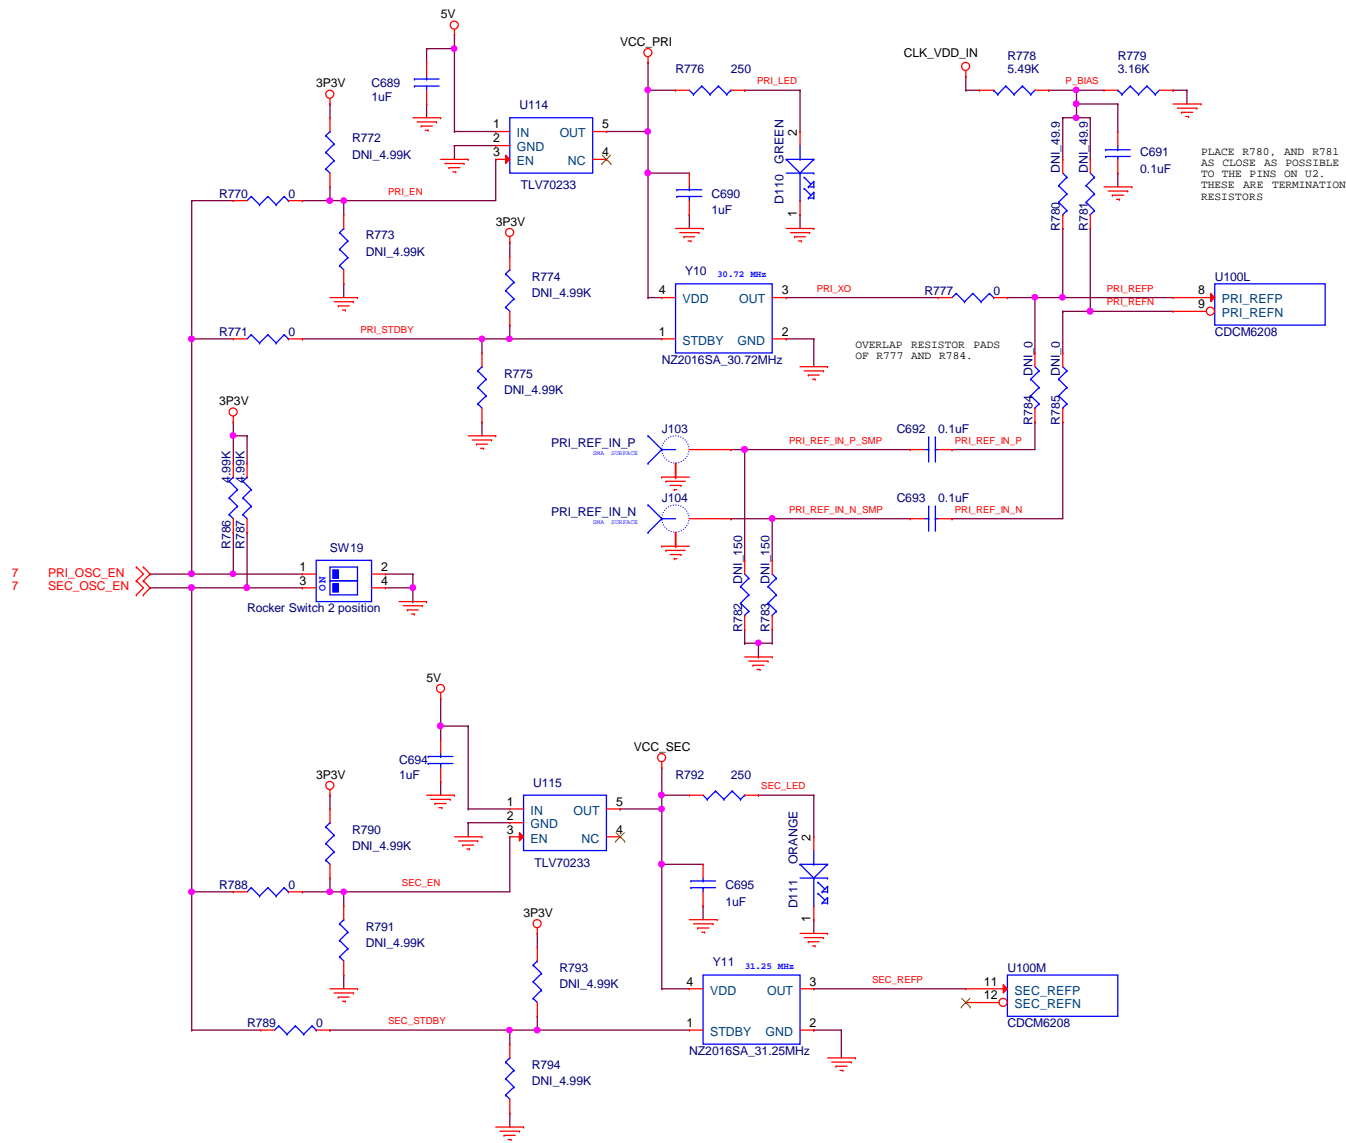 5V
C689
1uF
3P3V
R772
DNI_4.99K
U114
1 IN OUT 5
2 GND
3 EN NC 4
TLV70233
VCC_PRI
R776 250 PRI_LED
D110 GREEN
2
1
C690
1uF
CLK_VDD_IN
R778
5.49K
P_BIAS
R779
3.16K
C691
0.1uF
PLACE R780, AND R781
AS CLOSE AS POSSIBLE
TO THE PINS ON U2.
THESE ARE TERMINATION
RESISTORS
R780 DNI_49.9
R781 DNI_49.9
R770 0
PRI_EN
R773
DNI_4.99K
3P3V
R774
DNI_4.99K
Y10 30.72 MHz
4 VDD OUT 3
1 STDBY GND 2
NZ2016SA_30.72MHz
PRI_XO
R777 0
PRI_REFP
PRI_REFN
U100L
8 PRI_REFP
9 PRI_REFN
CDCM6208
R771 0
PRI_STDBY
R775
DNI_4.99K
OVERLAP RESISTOR PADS
OF R777 AND R784.
R784 DNI_0
R785 DNI_0
3P3V
R786 4.99K
R787 4.99K
J103
PRI_REF_IN_P
SMA SURFACE
PRI_REF_IN_P_SMP
C692 0.1uF
PRI_REF_IN_P
J104
PRI_REF_IN_N
SMA SURFACE
PRI_REF_IN_N_SMP
C693 0.1uF
PRI_REF_IN_N
R782 DNI_150
R783 DNI_150
7 PRI_OSC_EN
7 SEC_OSC_EN
SW19
1 2
3 ON 4
Rocker Switch 2 position
5V
C694
1uF
3P3V
R790
DNI_4.99K
U115
1 IN OUT 5
2 GND
3 EN NC 4
TLV70233
VCC_SEC
R792 250 SEC_LED
D111 ORANGE
2
1
C695
1uF
R788 0
SEC_EN
R791
DNI_4.99K
3P3V
R793
DNI_4.99K
Y11 31.25 MHz
4 VDD OUT 3
1 STDBY GND 2
NZ2016SA_31.25MHz
SEC_REFP
U100M
11 SEC_REFP
12 SEC_REFN
CDCM6208
R789 0
SEC_STDBY
R794
DNI_4.99K